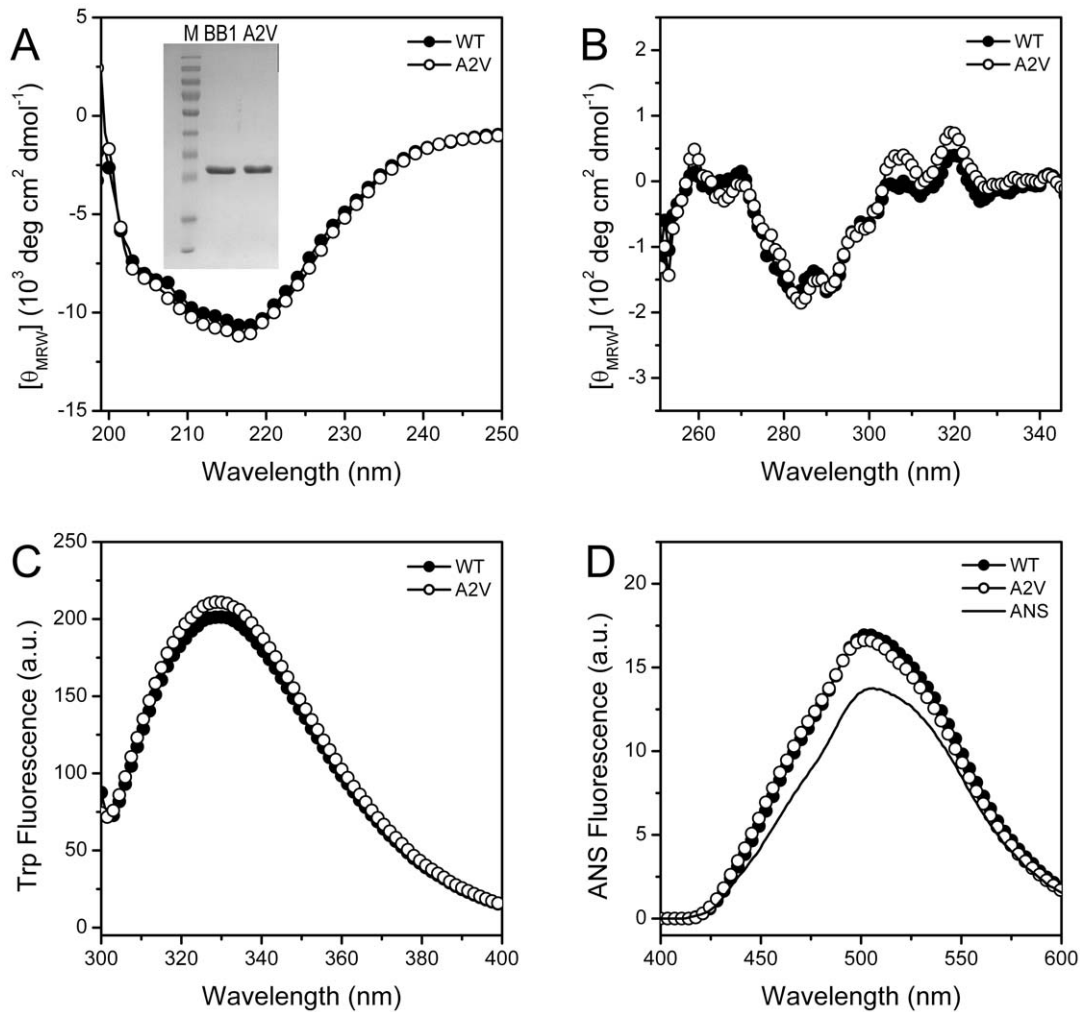 A
M BB1 A2V
WT
A2V
5
0
-5
-10
-15
[θMRW] (10³ deg cm² dmol⁻¹)
200 210 220 230 240 250
Wavelength (nm)
B
WT
A2V
2
1
0
-1
-2
-3
[θMRW] (10² deg cm² dmol⁻¹)
260 280 300 320 340
Wavelength (nm)
C
WT
A2V
250
200
150
100
50
0
Trp Fluorescence (a.u.)
300 320 340 360 380 400
Wavelength (nm)
D
WT
A2V
ANS
20
15
10
5
0
ANS Fluorescence (a.u.)
400 450 500 550 600
Wavelength (nm)